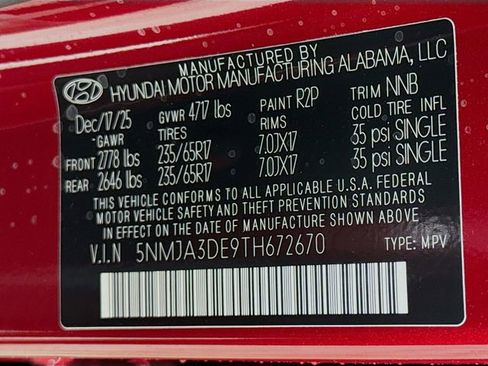 MANUFACTURED BY
HYUNDAI MOTOR MANUFACTURING ALABAMA, LLC
Dec/17/25 GVWR 4717 lbs PAINT R2P TRIM NNB
GAWR TIRES RIMS COLD TIRE INFL
FRONT 2778 lbs 235/65R17 7.0JX17 35 psi SINGLE
REAR 2646 lbs 235/65R17 7.0JX17 35 psi SINGLE
THIS VEHICLE CONFORMS TO ALL APPLICABLE U.S.A. FEDERAL
MOTOR VEHICLE SAFETY AND THEFT PREVENTION STANDARDS
IN EFFECT ON THE DATE OF MANUFACTURE SHOWN ABOVE.
V.I.N 5NMJA3DE9TH672670 TYPE: MPV